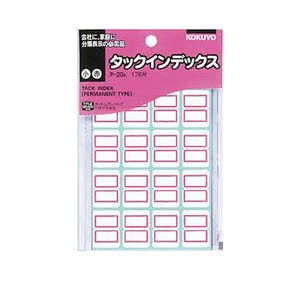 会社に、家庭に
分類表示の必需品
KOKUYO
小 赤
タックインデックス
タ-20R 176片
TACK INDEX
(PERMANENT TYPE)